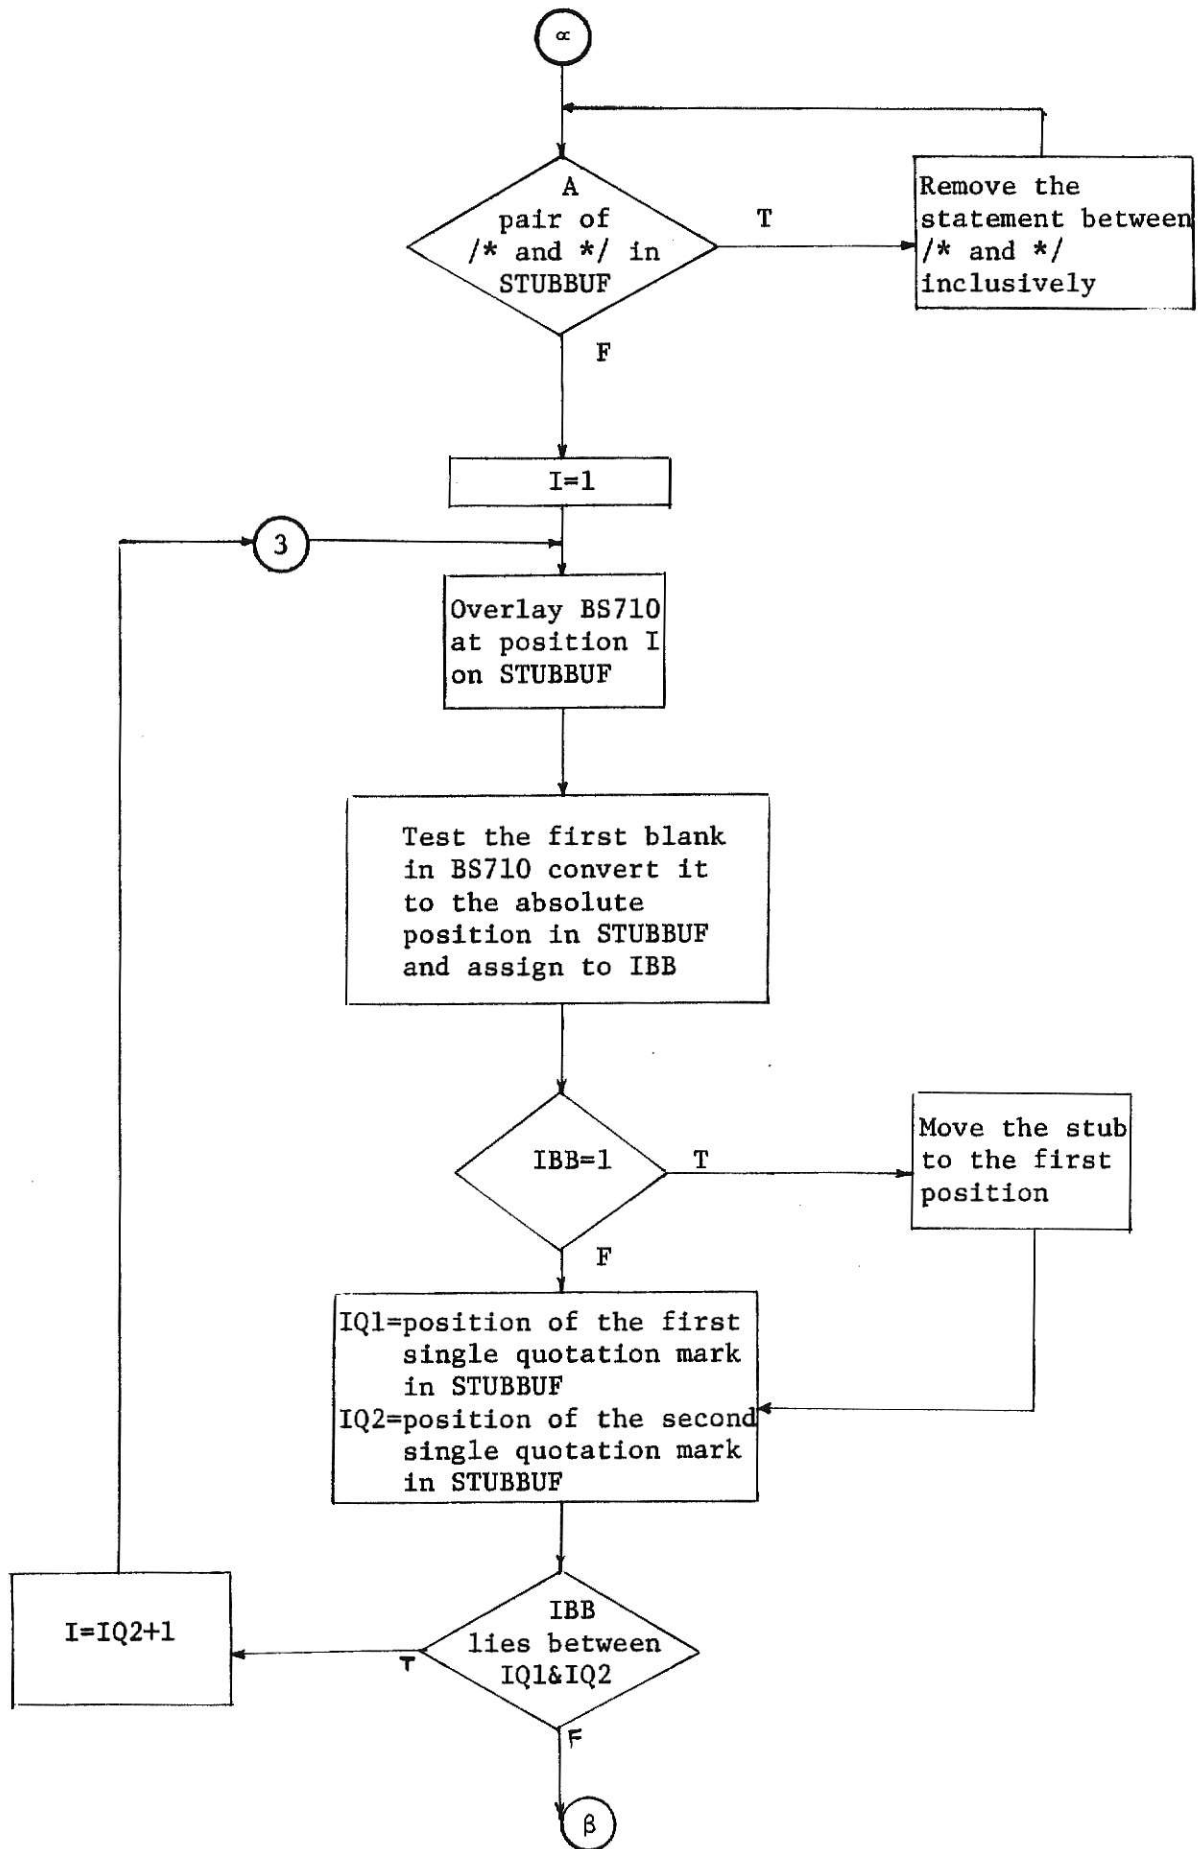 ∝
A
pair of
/* and */ in
STUBBUF
T
Remove the
statement between
/* and */
inclusively
F
I=1
3
Overlay BS710
at position I
on STUBBUF
Test the first blank
in BS710 convert it
to the absolute
position in STUBBUF
and assign to IBB
IBB=1
T
Move the stub
to the first
position
F
IQ1=position of the first
single quotation mark
in STUBBUF
IQ2=position of the second
single quotation mark
in STUBBUF
I=IQ2+1
T
IBB
lies between
IQ1&IQ2
F
β